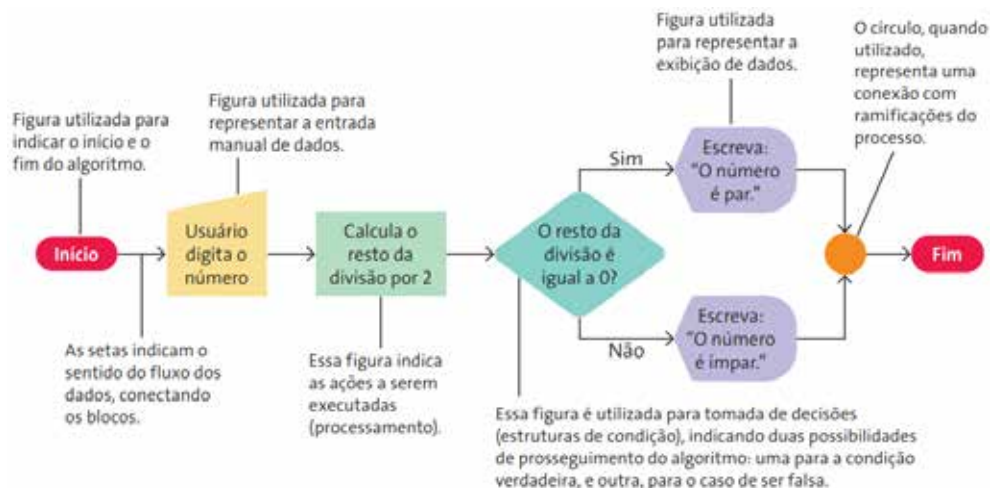 Figura utilizada para
indicar o início e o
fim do algoritmo.
Figura utilizada para
representar a entrada
manual de dados.
Figura utilizada
para representar a
exibição de dados.
O círculo, quando
utilizado,
representa uma
conexão com
ramificações do
processo.
Início
Usuário
digita o
número
Calcula o
resto da
divisão por 2
O resto da
divisão é
igual a 0?
Sim
Escreva:
"O número
é par."
Não
Escreva:
"O número
é ímpar."
Fim
As setas indicam o
sentido do fluxo dos
dados, conectando
os blocos.
Essa figura indica
as ações a serem
executadas
(processamento).
Essa figura é utilizada para tomada de decisões
(estruturas de condição), indicando duas possibilidades
de prosseguimento do algoritmo: uma para a condição
verdadeira, e outra, para o caso de ser falsa.